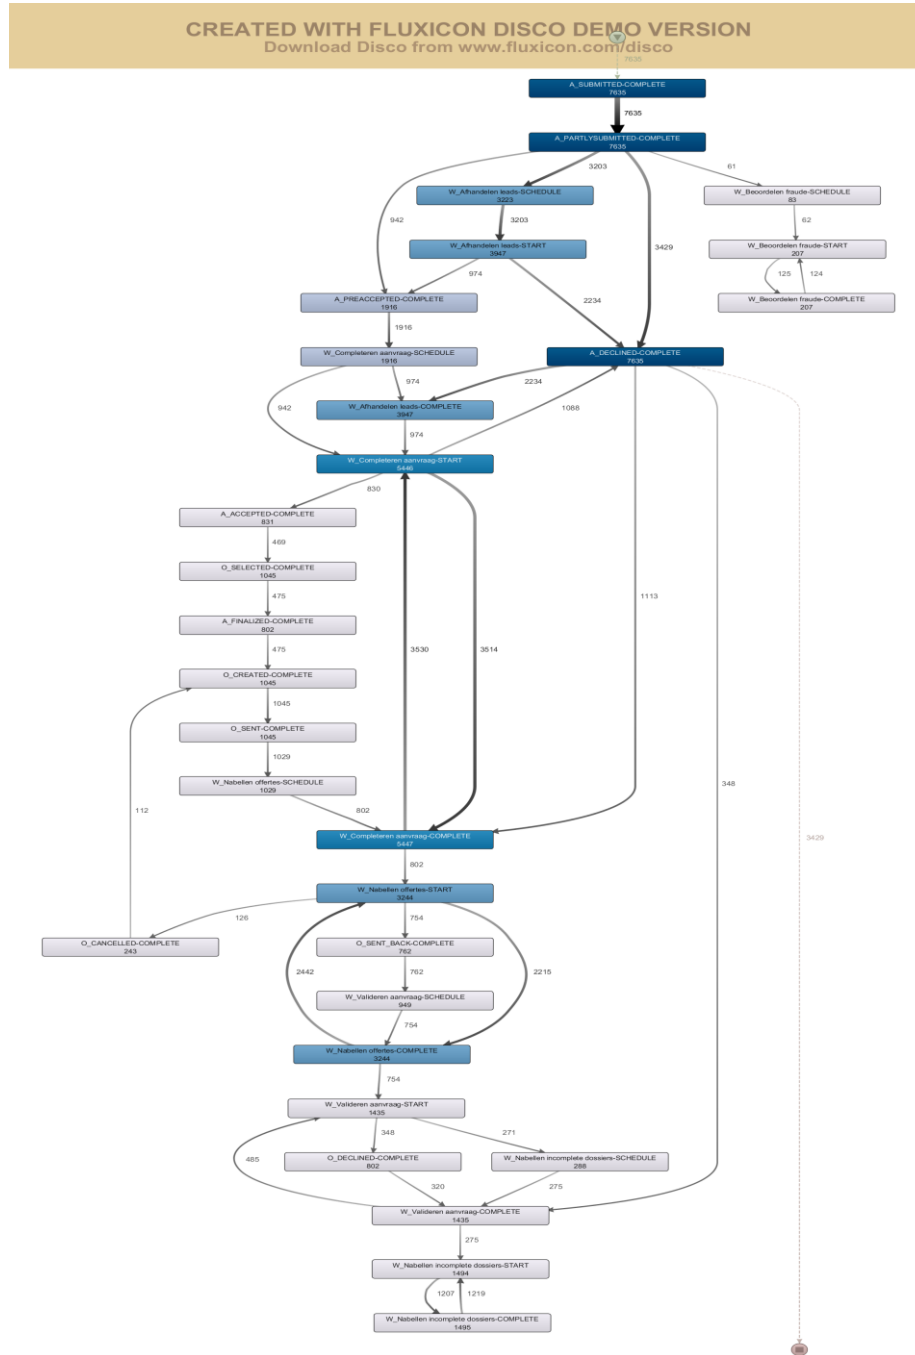 CREATED WITH FLUXICON DISCO DEMO VERSION
Download Disco from www.fluxicon.com/disco
7635
A_SUBMITTED-COMPLETE
7635
7635
A_PARTLYSUBMITTED-COMPLETE
7635
3203
61
W_Afhandelen leads-SCHEDULE
3223
W_Beoordelen fraude-SCHEDULE
83
942
3203
3429
62
W_Afhandelen leads-START
3947
W_Beoordelen fraude-START
207
974
2234
125
124
A_PREACCEPTED-COMPLETE
1916
W_Beoordelen fraude-COMPLETE
207
1916
W_Completeren aanvraag-SCHEDULE
1916
A_DECLINED-COMPLETE
7635
942
974
2234
1088
W_Afhandelen leads-COMPLETE
3947
974
W_Completeren aanvraag-START
5446
830
A_ACCEPTED-COMPLETE
831
469
O_SELECTED-COMPLETE
1045
475
1113
A_FINALIZED-COMPLETE
802
475
3530
3514
O_CREATED-COMPLETE
1045
1045
O_SENT-COMPLETE
1045
1029
W_Nabellen offertes-SCHEDULE
1029
348
112
802
3429
W_Completeren aanvraag-COMPLETE
5447
802
W_Nabellen offertes-START
3244
126
754
O_CANCELLED-COMPLETE
243
O_SENT_BACK-COMPLETE
762
2442
762
2215
W_Valideren aanvraag-SCHEDULE
949
754
W_Nabellen offertes-COMPLETE
3244
754
W_Valideren aanvraag-START
1435
348
271
485
O_DECLINED-COMPLETE
802
W_Nabellen incomplete dossiers-SCHEDULE
288
320
275
W_Valideren aanvraag-COMPLETE
1435
275
W_Nabellen incomplete dossiers-START
1494
1207
1219
W_Nabellen incomplete dossiers-COMPLETE
1495